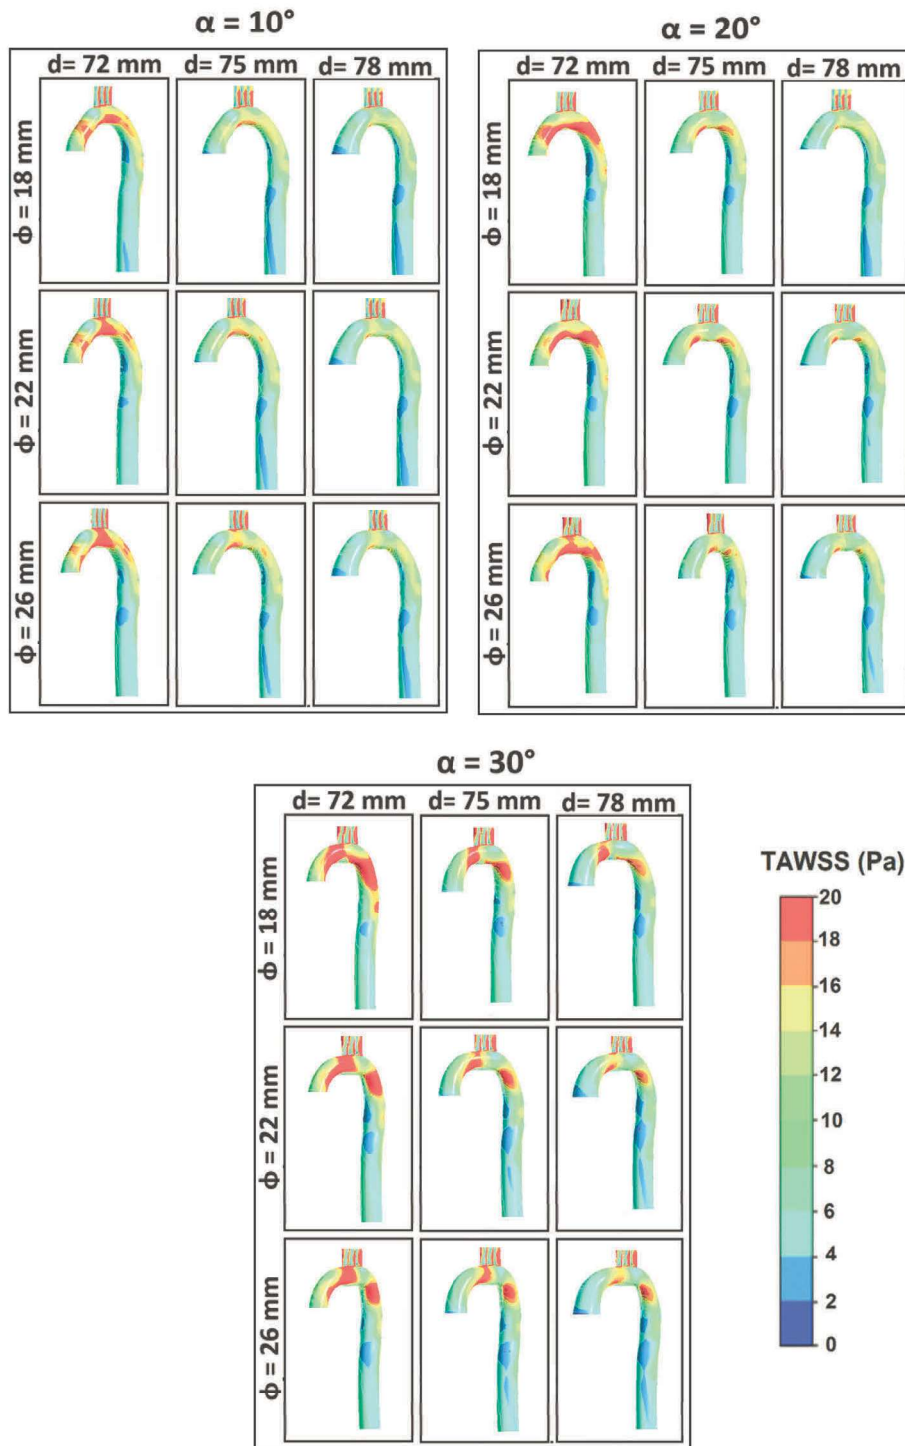 α = 10°
d= 72 mm d= 75 mm d= 78 mm
ϕ = 18 mm
ϕ = 22 mm
ϕ = 26 mm
α = 20°
d= 72 mm d= 75 mm d= 78 mm
ϕ = 18 mm
ϕ = 22 mm
ϕ = 26 mm
α = 30°
d= 72 mm d= 75 mm d= 78 mm
ϕ = 18 mm
ϕ = 22 mm
ϕ = 26 mm
TAWSS (Pa)
20
18
16
14
12
8
6
4
2
0